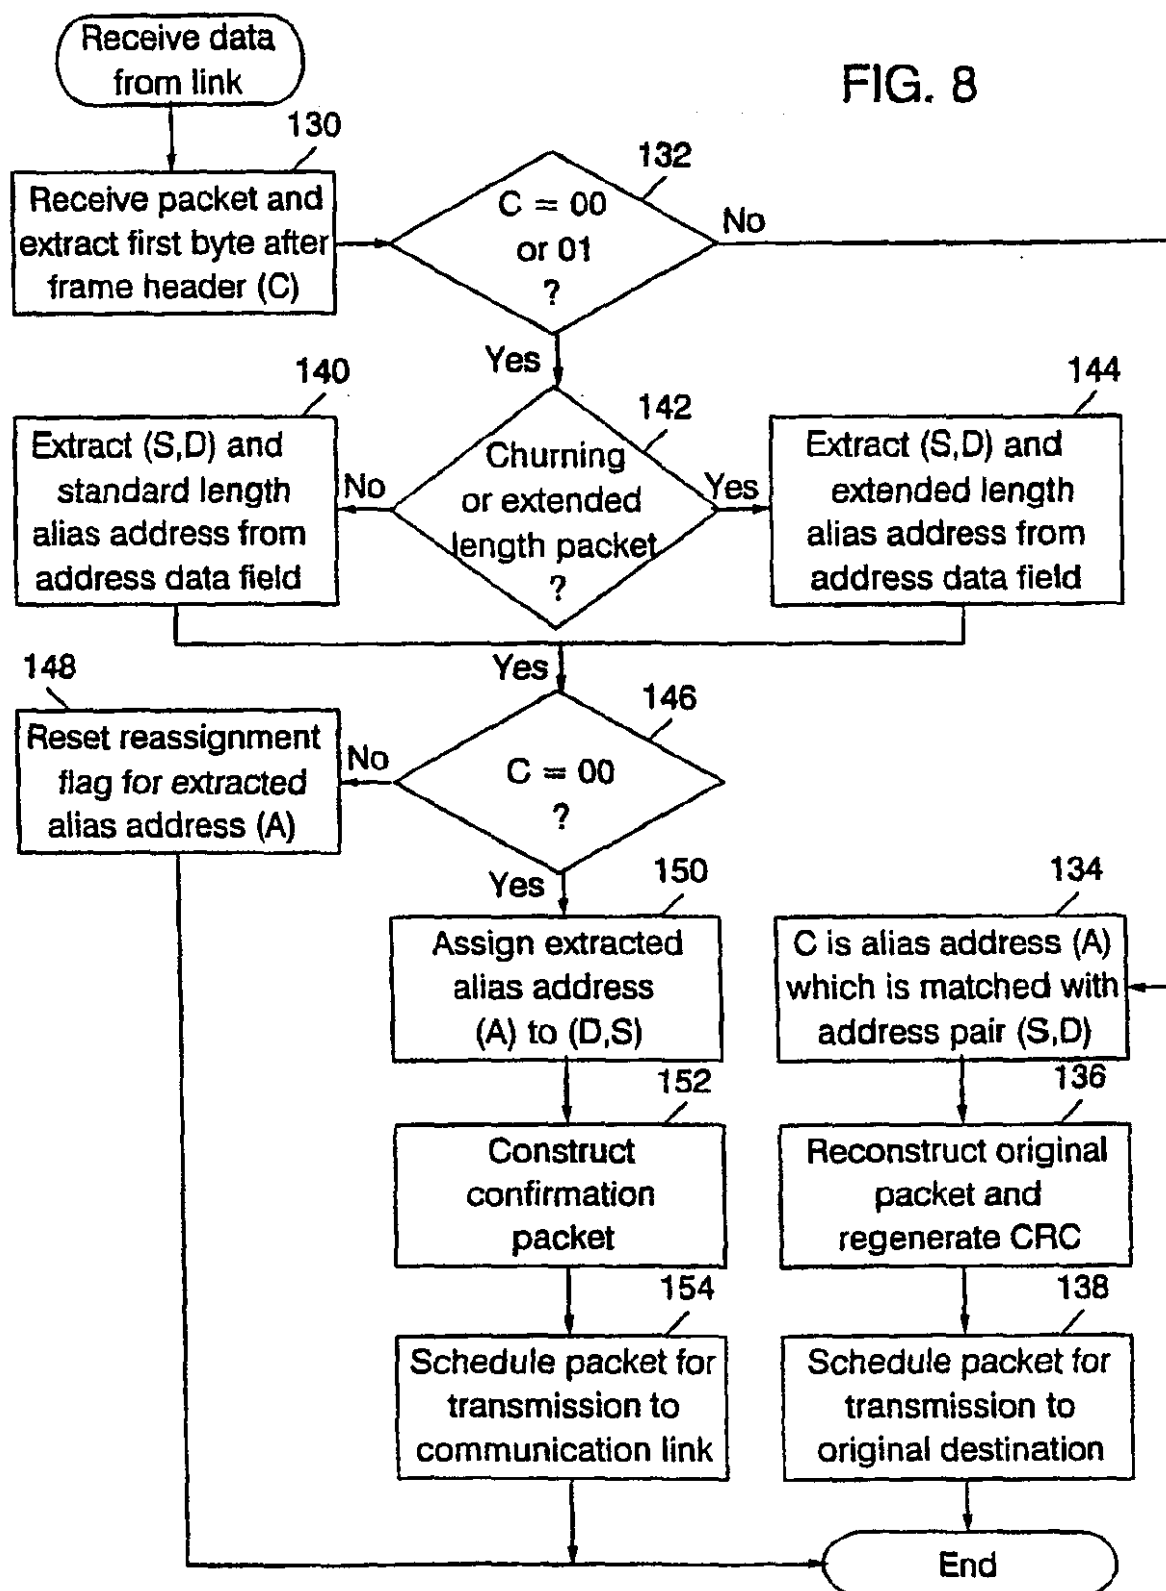 Receive data
from link
FIG. 8
130
Receive packet and
extract first byte after
frame header (C)
132
C = 00
or 01
?
No
Yes
140
Extract (S,D) and
standard length
alias address from
address data field
No
142
Churning
or extended
length packet
?
Yes
144
Extract (S,D) and
extended length
alias address from
address data field
Yes
148
Reset reassignment
flag for extracted
alias address (A)
No
146
C = 00
?
Yes
150
Assign extracted
alias address
(A) to (D,S)
134
C is alias address (A)
which is matched with
address pair (S,D)
152
Construct
confirmation
packet
136
Reconstruct original
packet and
regenerate CRC
154
Schedule packet for
transmission to
communication link
138
Schedule packet for
transmission to
original destination
End